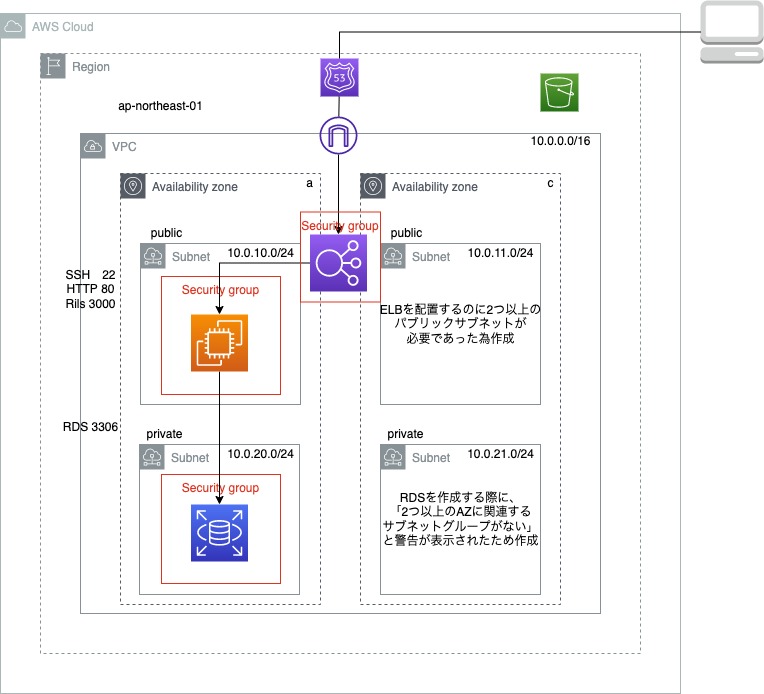 AWS Cloud
Region
53
ap-northeast-01
10.0.0.0/16
VPC
Availability zone
a
Availability zone
c
public
Security group
public
Subnet
10.0.10.0/24
Subnet
10.0.11.0/24
SSH 22
HTTP 80
Rils 3000
Security group
ELBを配置するのに2つ以上の
パブリックサブネットが
必要であった為作成
RDS 3306
private
private
Subnet
10.0.20.0/24
Subnet
10.0.21.0/24
Security group
RDSを作成する際に、
「2つ以上のAZに関連する
サブネットグループがない」
と警告が表示されたため作成